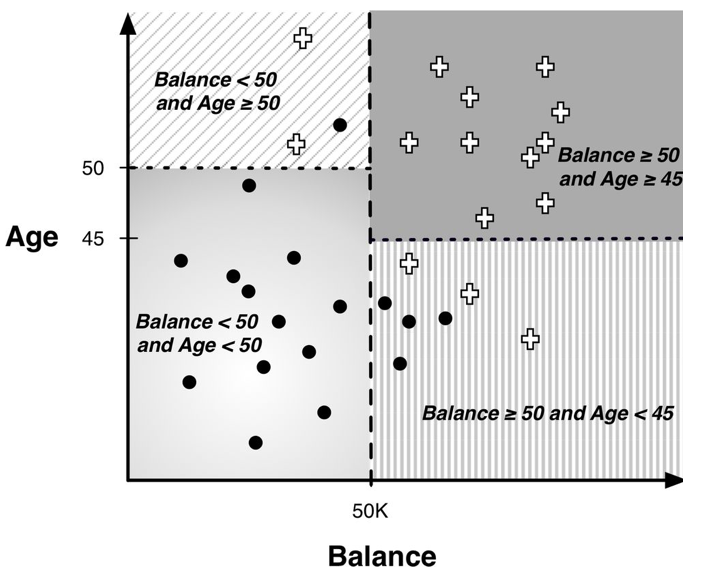 Balance < 50
and Age ≥ 50
50
Balance ≥ 50
and Age ≥ 45
Age
45
Balance < 50
and Age < 50
Balance ≥ 50 and Age < 45
50K
Balance